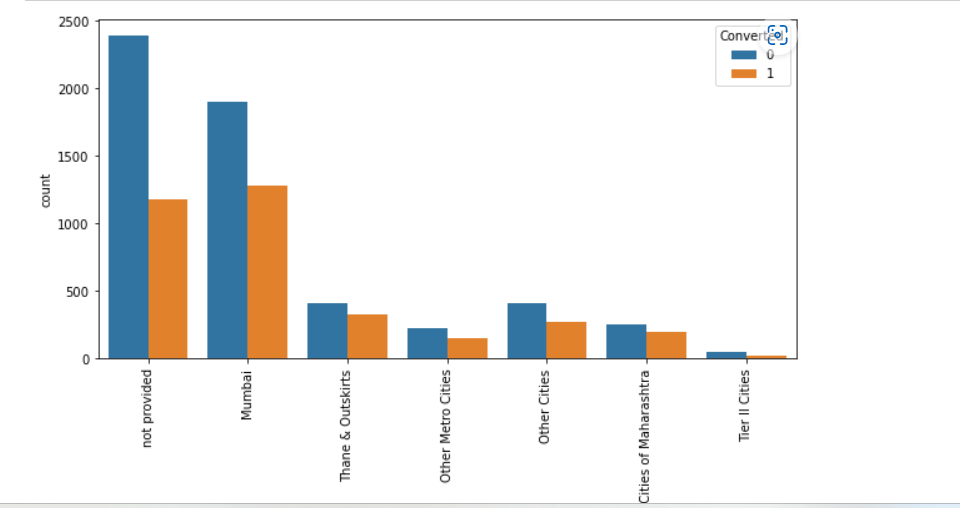 2500
2000
1500
1000
500
0
count
Converted
0
1
not provided
Mumbai
Thane & Outskirts
Other Metro Cities
Other Cities
Cities of Maharashtra
Tier II Cities